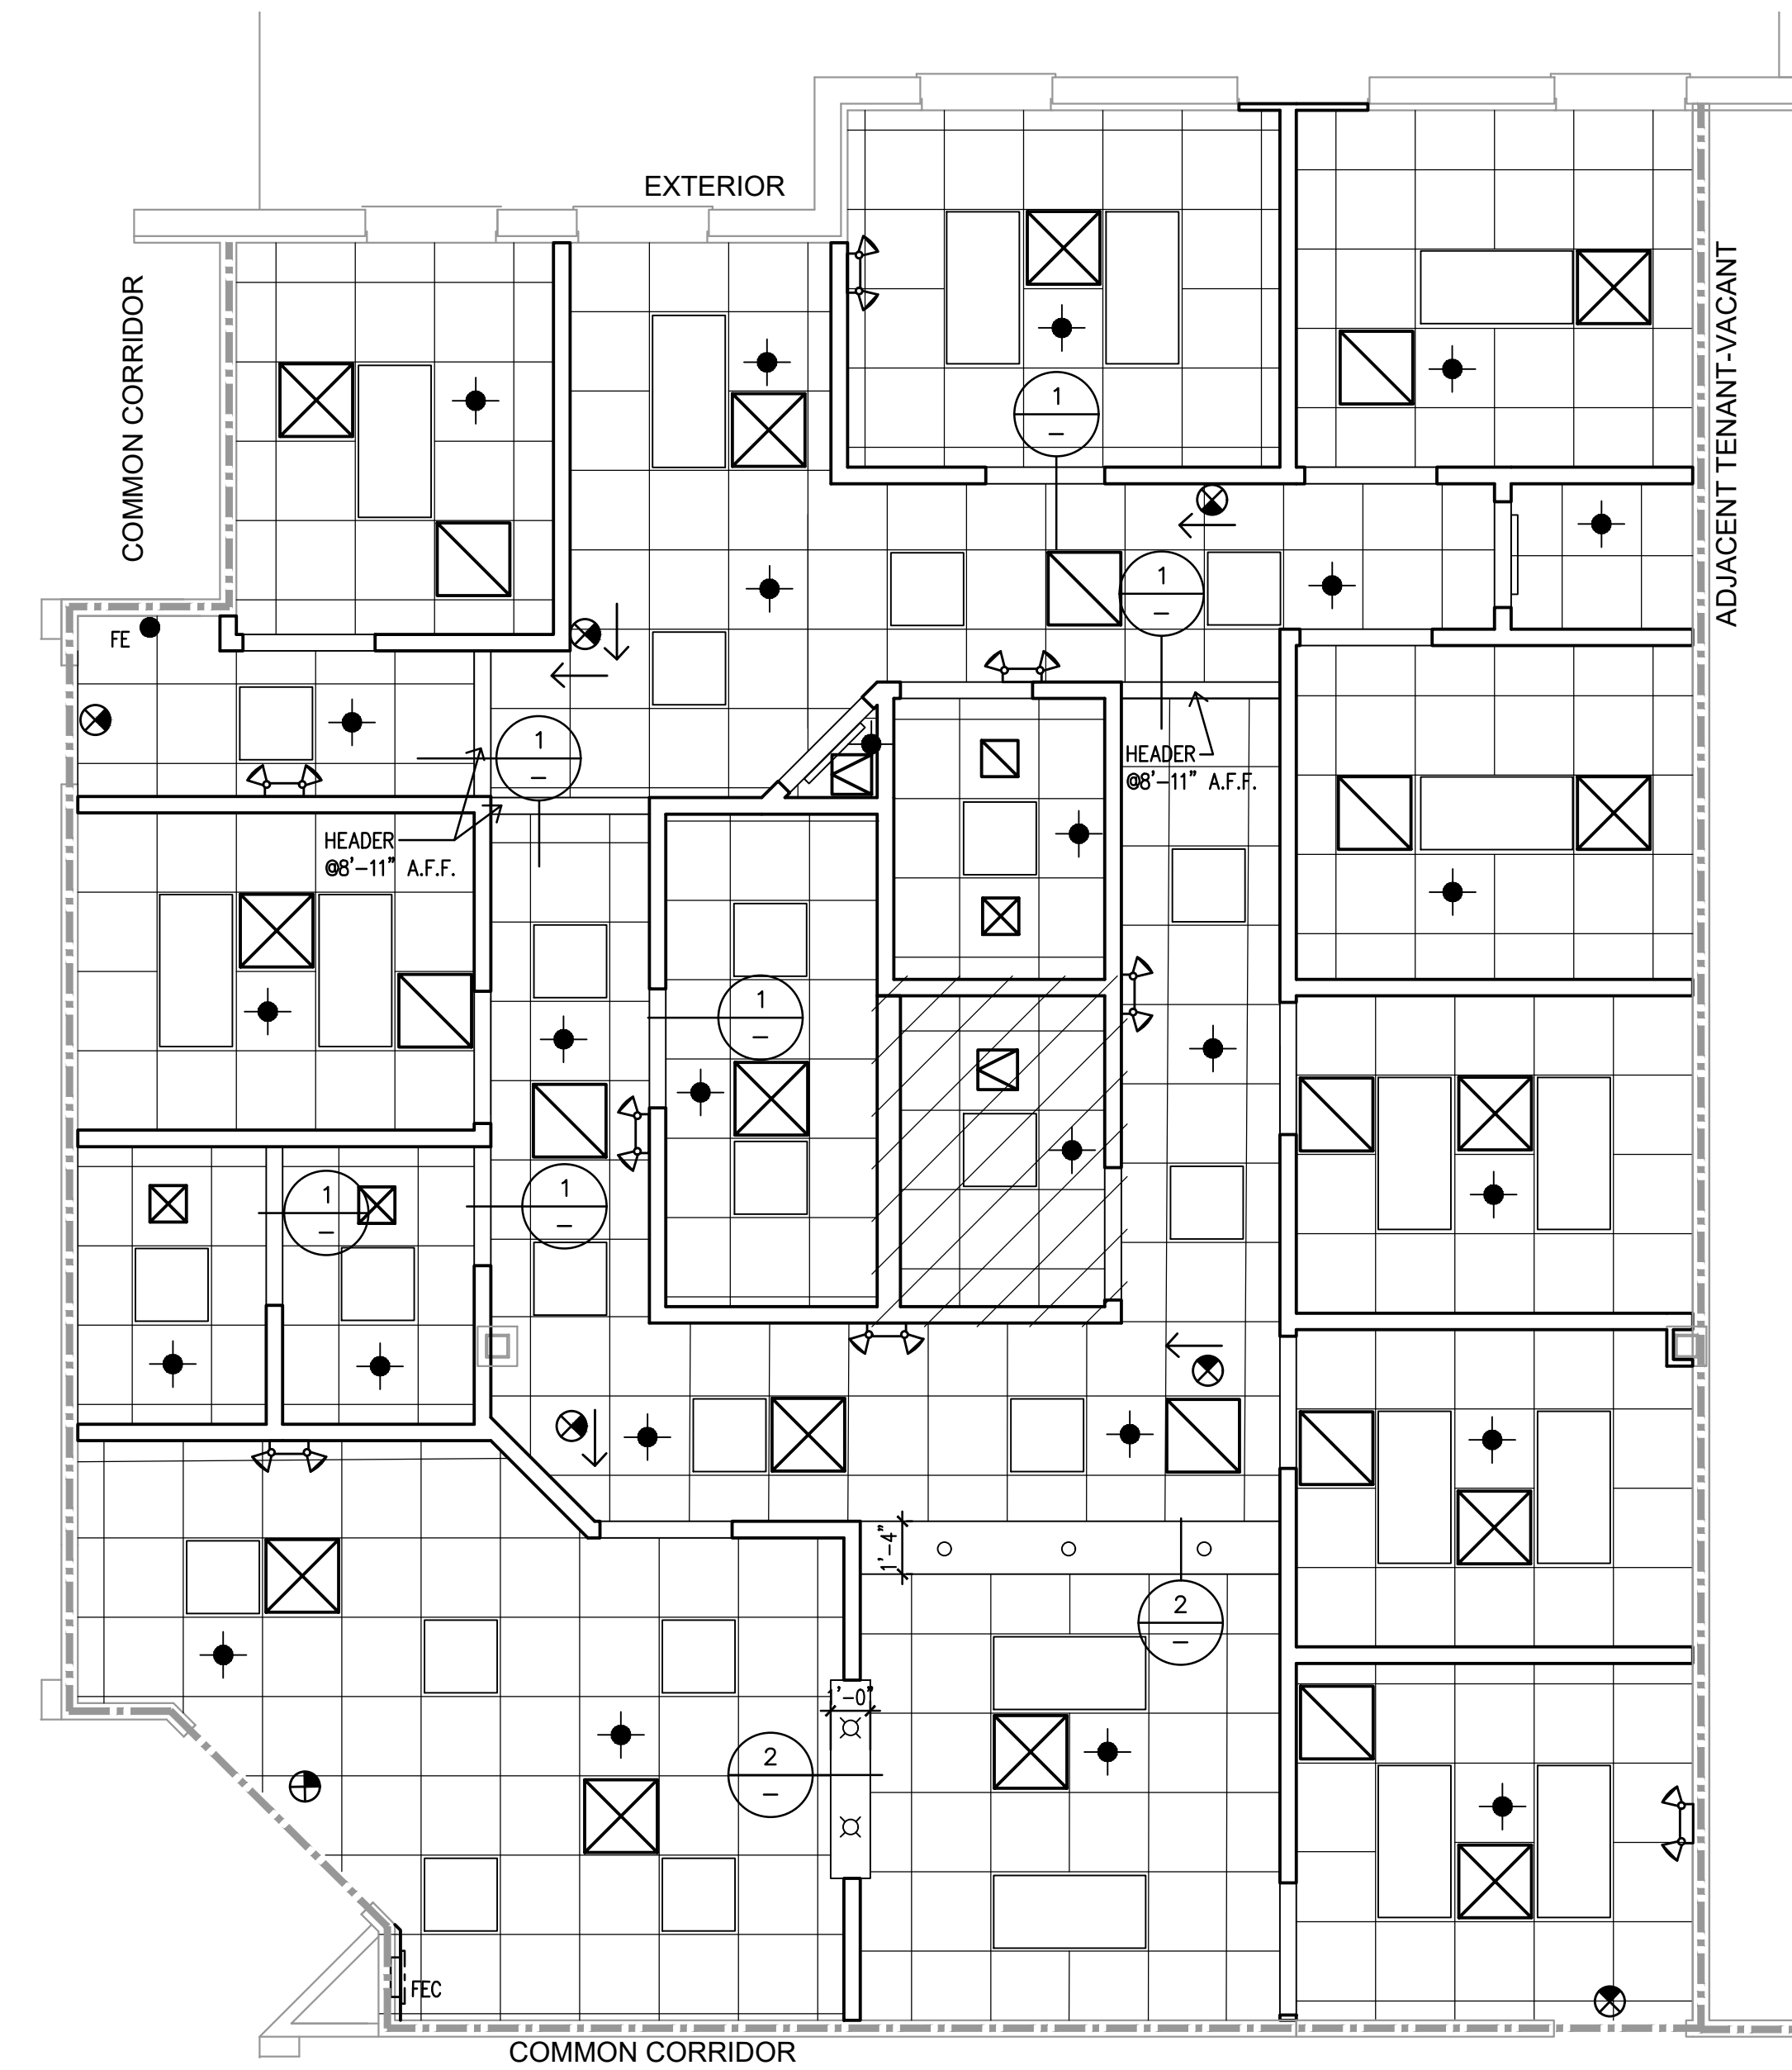 EXTERIOR
COMMON CORRIDOR
ADJACENT TENANT-VACANT
1
–
1
–
FE
1
–
HEADER
@8'-11" A.F.F.
HEADER
@8'-11" A.F.F.
1
–
1
–
1
–
1'-4"
2
–
1'-0"
2
–
FEC
COMMON CORRIDOR